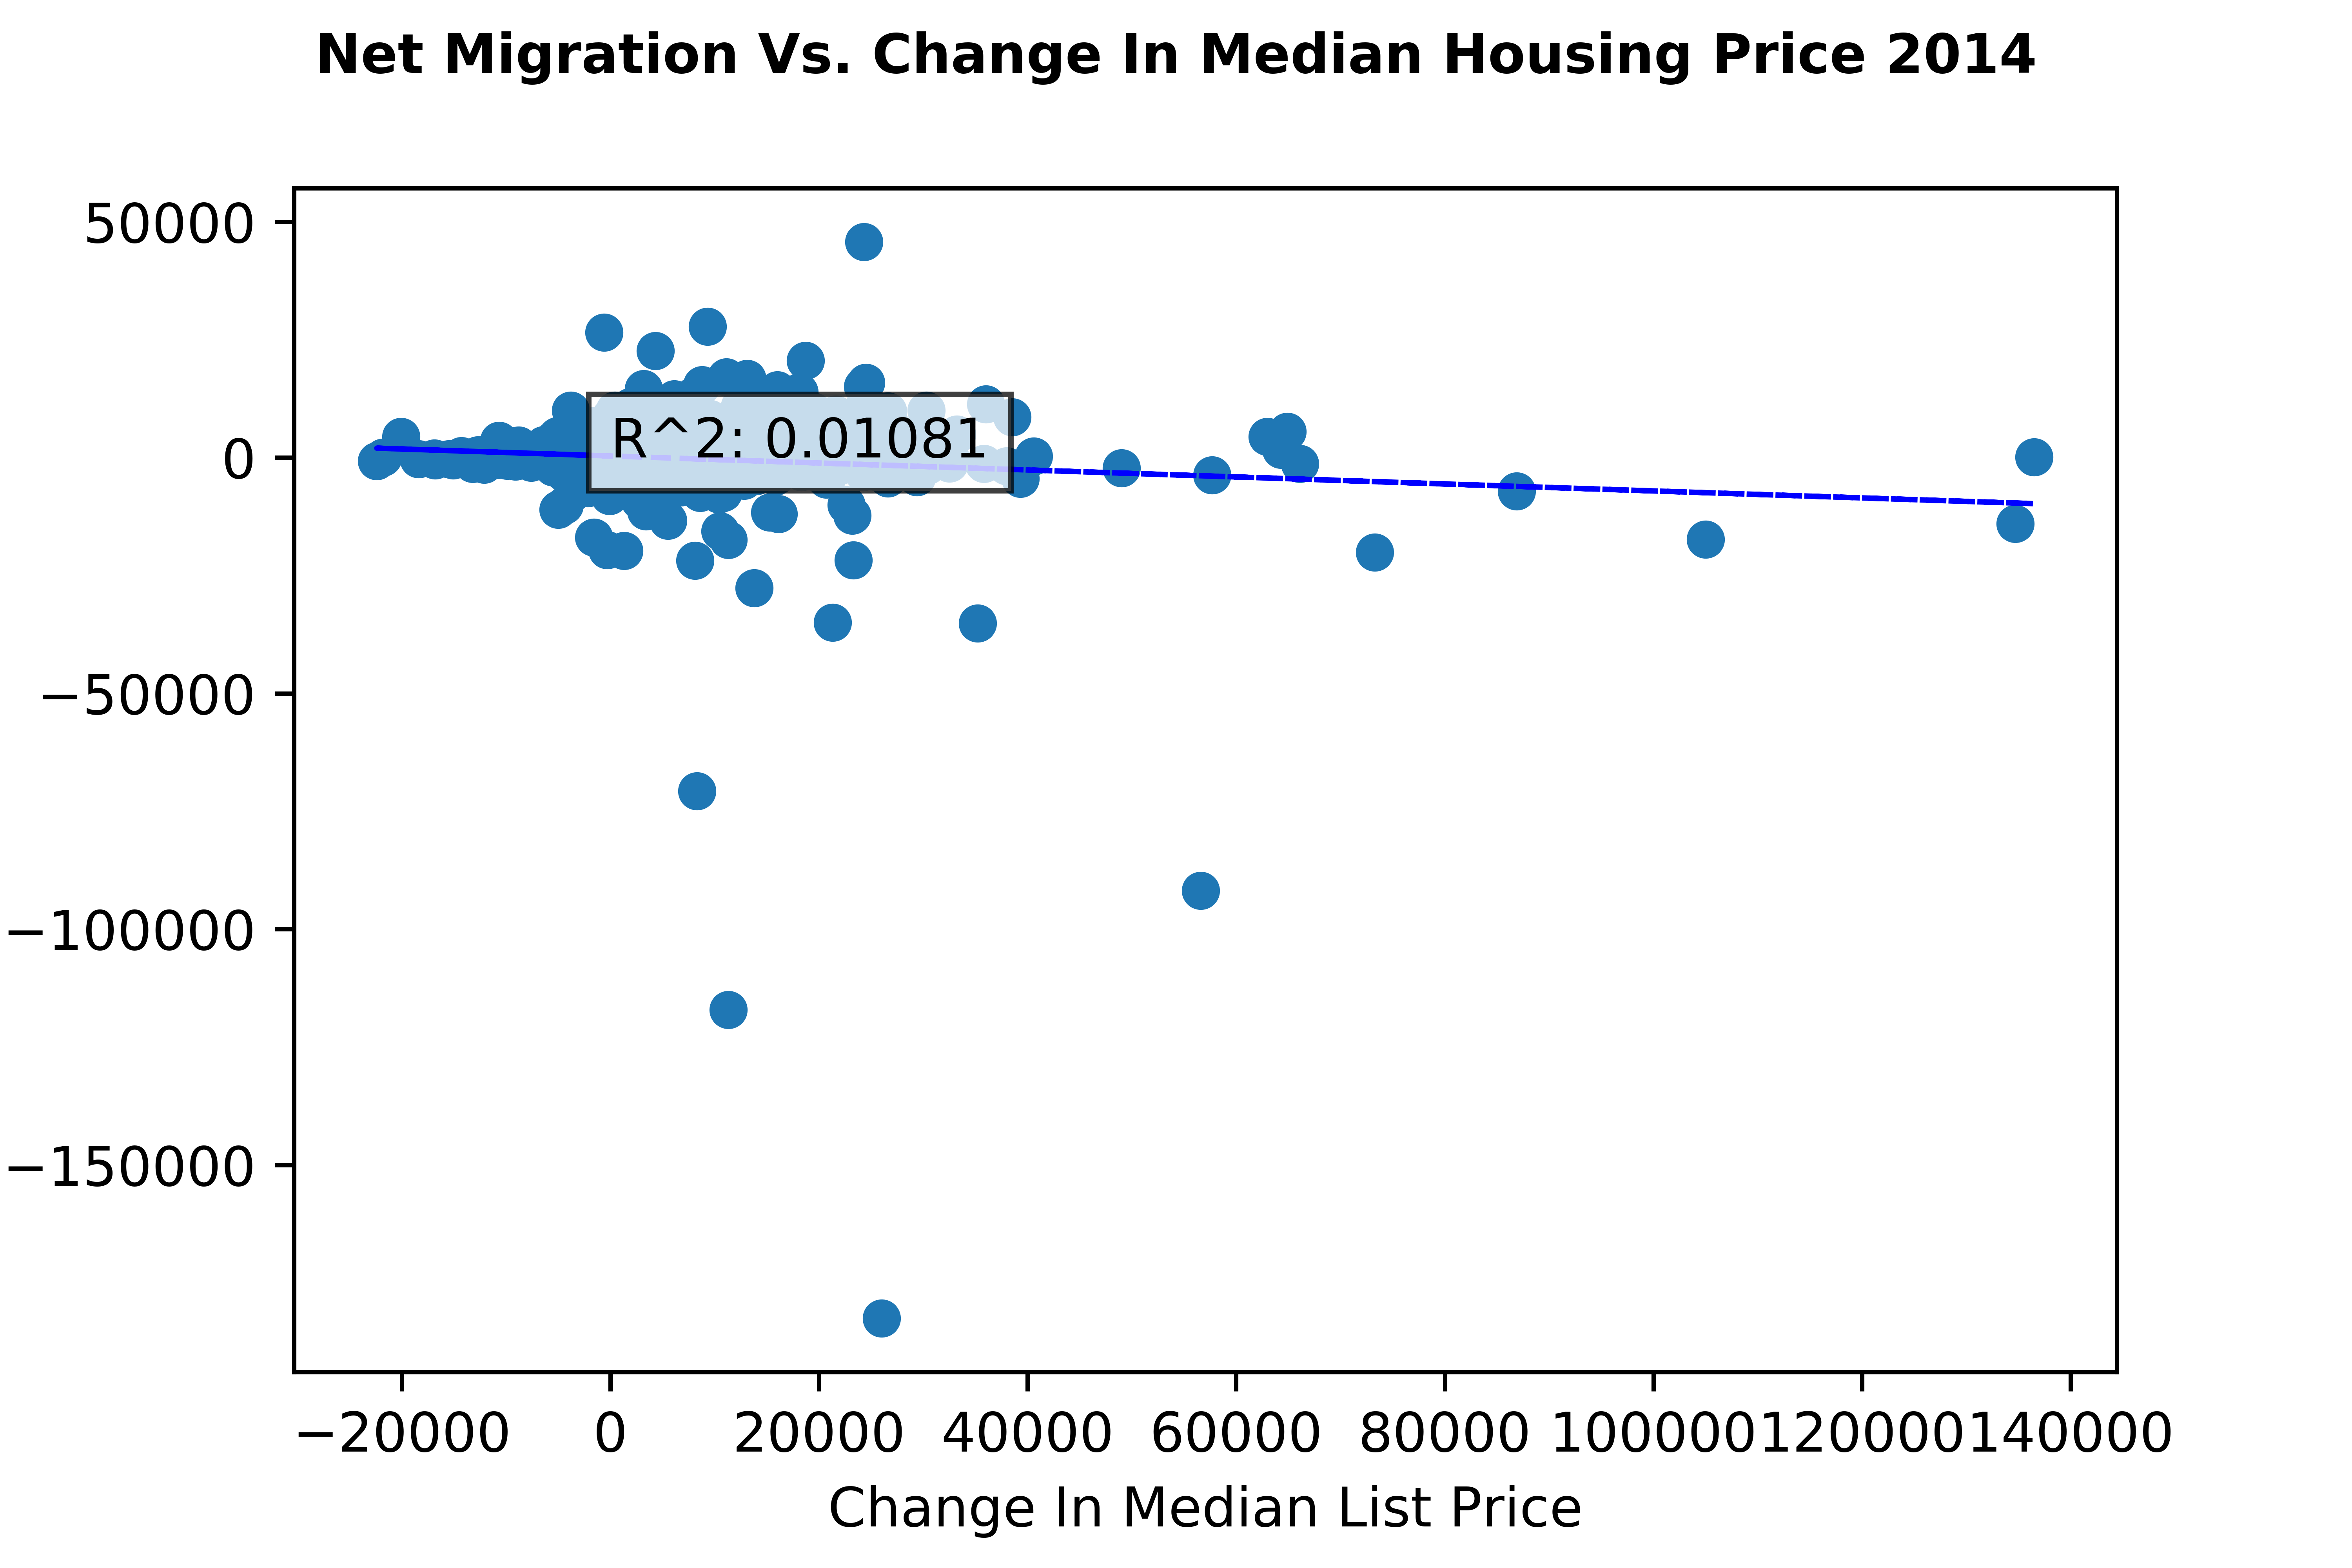 Net Migration Vs. Change In Median Housing Price 2014
50000
0
−50000
−100000
−150000
R^2: 0.01081
−20000 0 20000 40000 60000 80000 100000 120000 140000
Change In Median List Price